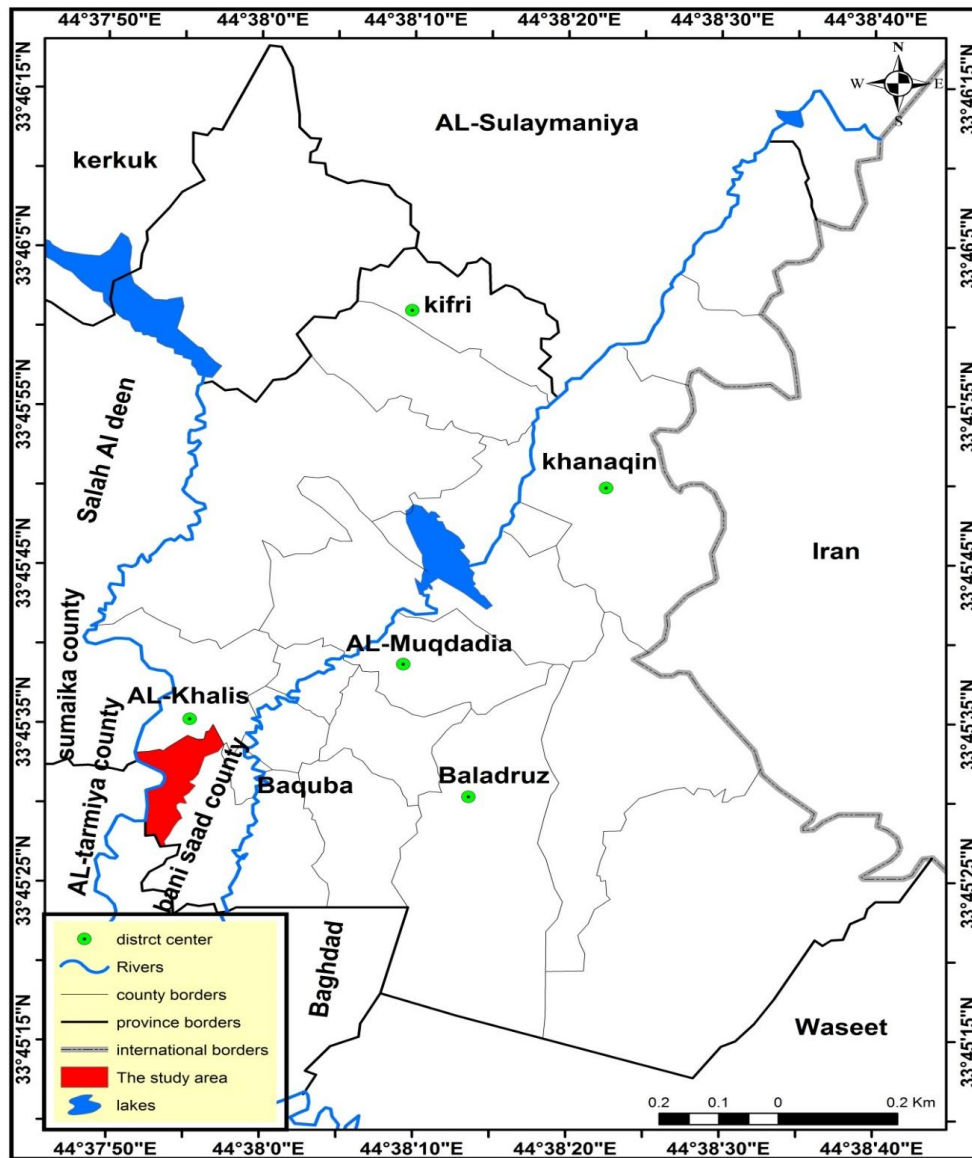 44°37'50"E 44°38'0"E 44°38'10"E 44°38'20"E 44°38'30"E 44°38'40"E
33°46'15"N
33°46'5"N
33°45'55"N
33°45'45"N
33°45'35"N
33°45'25"N
33°45'15"N
N
W E
S
AL-Sulaymaniya
kerkuk
kifri
Salah Al deen
khanaqin
Iran
sumaika county
AL-Muqdadia
AL-Khalis
AL-tarmiya county
bani saad county
Baquba
Baladruz
Baghdad
Waseet
distrct center
Rivers
county borders
province borders
international borders
The study area
lakes
0.2 0.1 0 0.2 Km
33°46'15"N
33°46'5"N
33°45'55"N
33°45'45"N
33°45'35"N
33°45'25"N
33°45'15"N
44°37'50"E 44°38'0"E 44°38'10"E 44°38'20"E 44°38'30"E 44°38'40"E